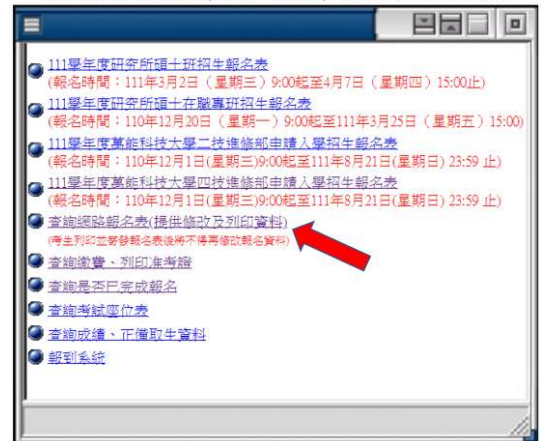 111學年度研究所碩士班招生報名表
(報名時間：111年3月2日（星期三）9:00起至4月7日（星期四）15:00止)
111學年度研究所碩士在職專班招生報名表
(報名時間：110年12月20日（星期一）9:00起至111年3月25日（星期五）15:00)
111學年度萬能科技大學二技進修部申請入學招生報名表
(報名時間：110年12月1日(星期三)9:00起至111年8月21日(星期日) 23:59 止)
111學年度萬能科技大學四技進修部申請入學招生報名表
(報名時間：110年12月1日(星期三)9:00起至111年8月21日(星期日) 23:59 止)
查詢網路報名表(提供修改及列印資料)
(考生列印並寄發報名表後將不得再修改報名資料)
查詢繳費、列印准考證
查詢是否已完成報名
查詢考試座位表
查詢成績、正備取生資料
報到系統